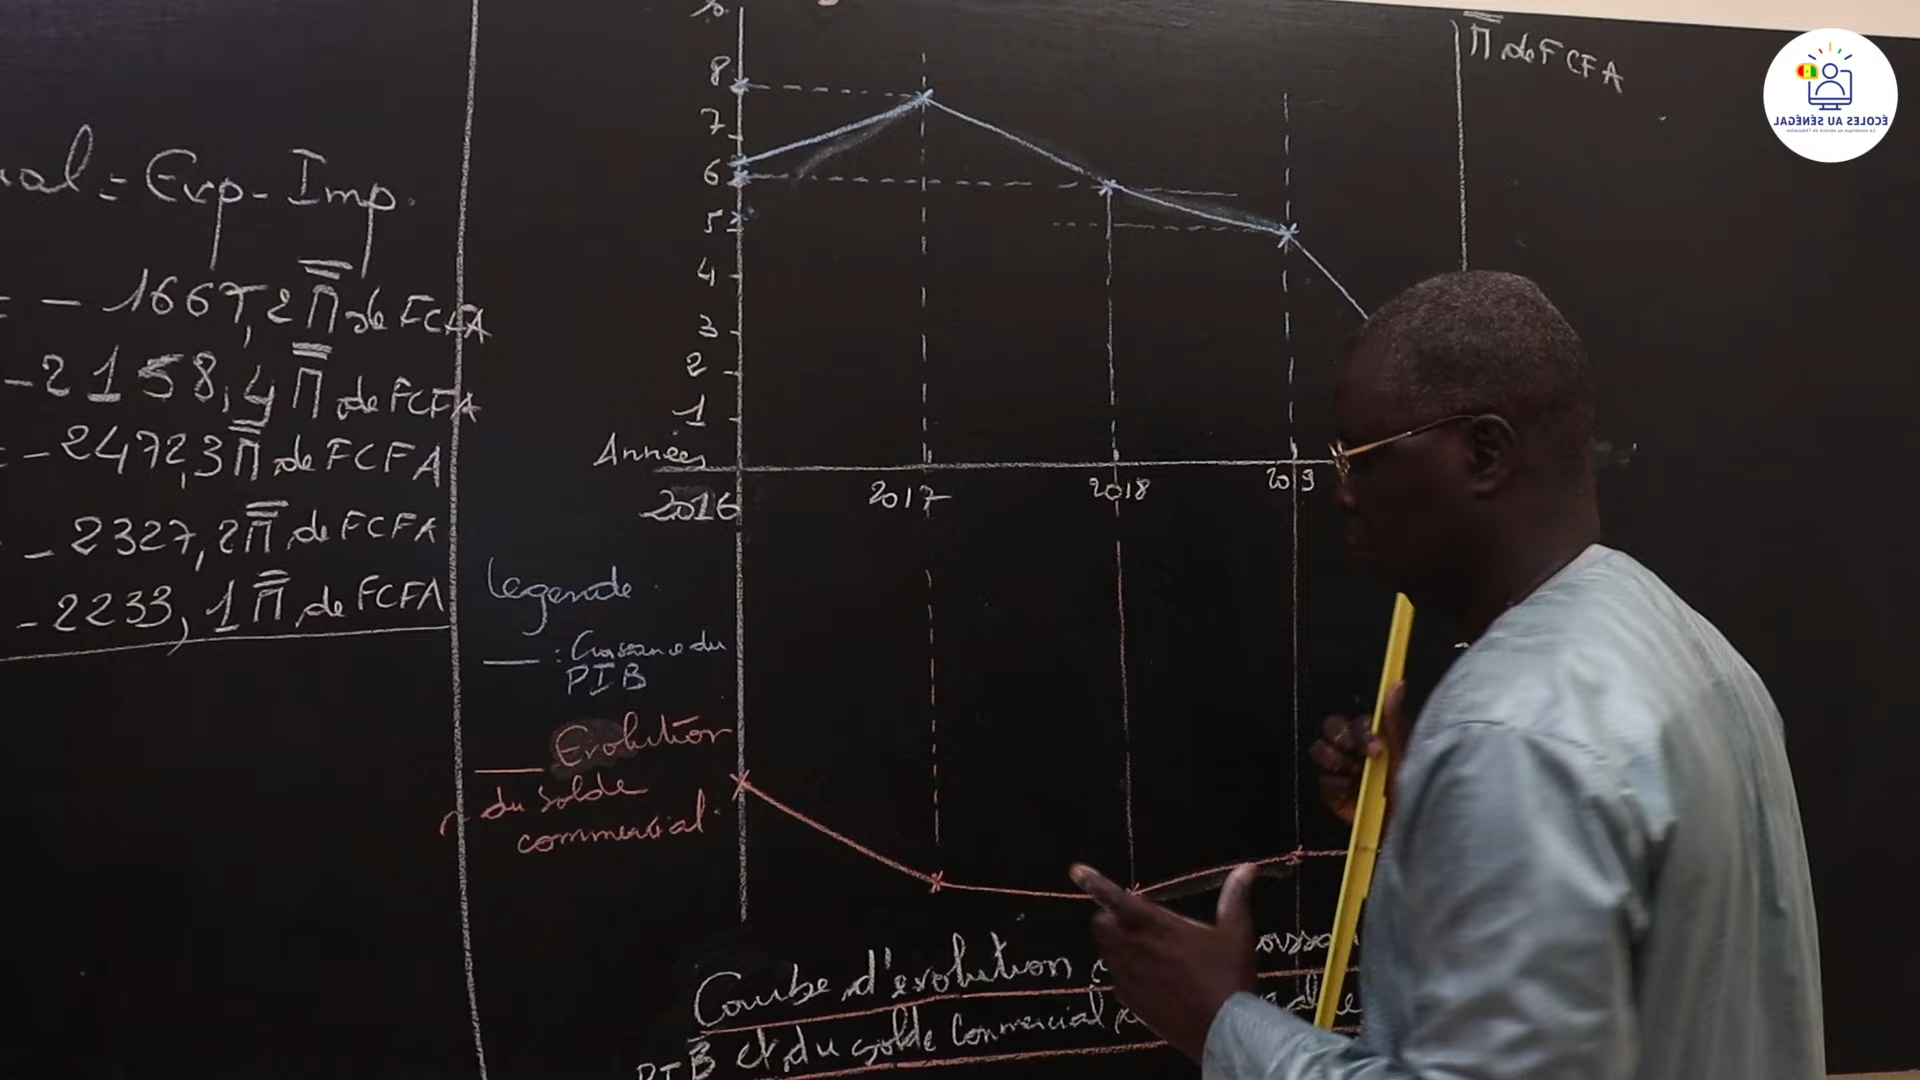 %
Π de FCFA
8
7
6
5
4
3
2
1
= Exp - Imp.
= - 1667,2 Π de FCFA
- 2158,4 Π de FCFA
= - 2472,3 Π de FCFA
- 2327,2 Π de FCFA
- 2233,1 Π de FCFA
Années
2016 2017 2018 2019
Legende
: Croissance du
PIB
Evolution
du solde
commercial.
Courbe d'evolution
PIB et du solde Commercial
ÉCOLES AU SÉNÉGAL